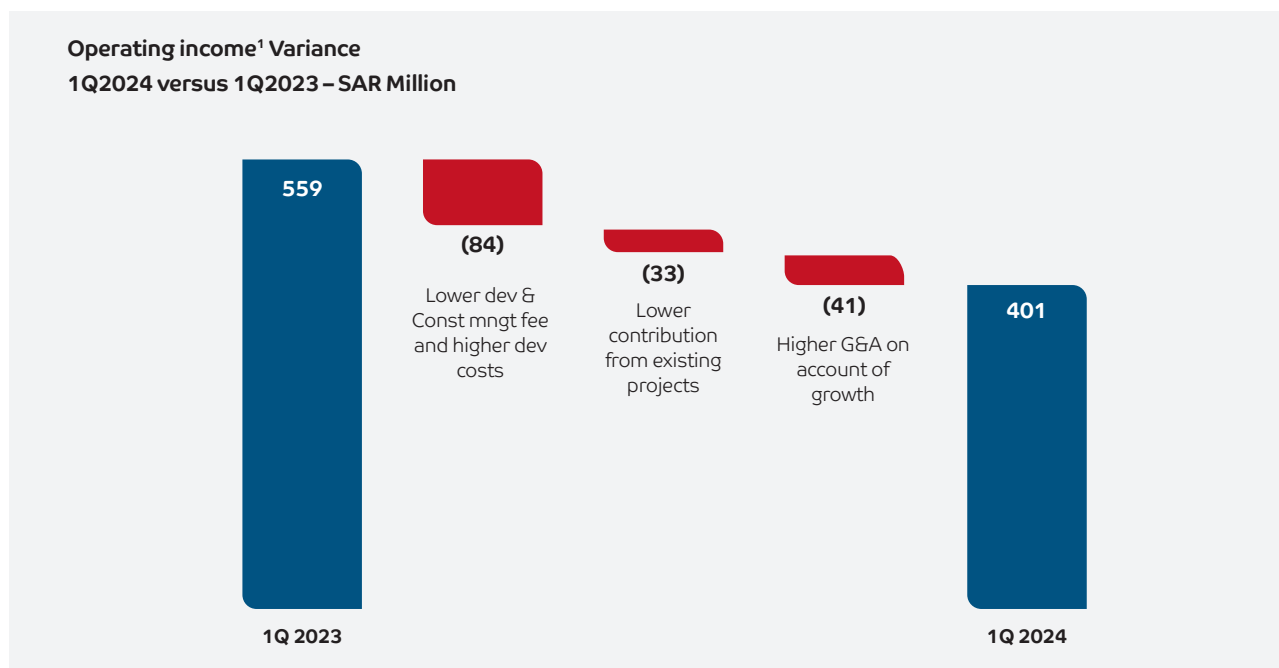 Operating income¹ Variance
1Q2024 versus 1Q2023 – SAR Million
559
(84)
Lower dev &
Const mngt fee
and higher dev
costs
(33)
Lower
contribution
from existing
projects
(41)
Higher G&A on
account of
growth
401
1Q 2023
1Q 2024